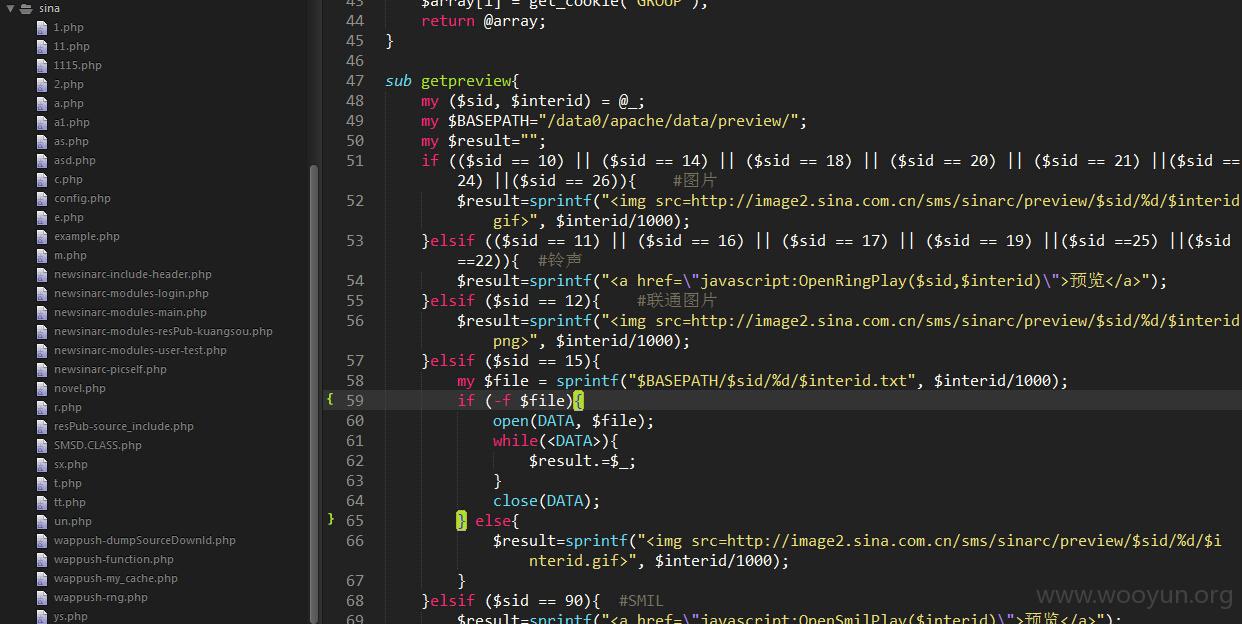 sina
1.php
11.php
1115.php
2.php
a.php
a1.php
as.php
asd.php
c.php
config.php
e.php
example.php
m.php
newsinarc-include-header.php
newsinarc-modules-login.php
newsinarc-modules-main.php
newsinarc-modules-resPub-kuangsou.php
newsinarc-modules-user-test.php
newsinarc-picself.php
novel.php
r.php
resPub-source_include.php
SMSD.CLASS.php
sx.php
t.php
tt.php
un.php
wappush-dumpSourceDownId.php
wappush-function.php
wappush-my_cache.php
wappush-rng.php
ys.php
43 $array[1] = get_cookie("GROUP");
44 return @array;
45 }
46
47 sub getpreview{
48 my ($sid, $interid) = @_;
49 my $BASEPATH="/data0/apache/data/preview/";
50 my $result="";
51 if (($sid == 10) || ($sid == 14) || ($sid == 18) || ($sid == 20) || ($sid == 21) ||($sid ==
24) ||($sid == 26)){ #图片
52 $result=sprintf("<img src=http://image2.sina.com.cn/sms/sinarc/preview/$sid/%d/$interid
gif>", $interid/1000);
53 }elsif (($sid == 11) || ($sid == 16) || ($sid == 17) || ($sid == 19) ||($sid ==25) ||($sid
==22)){ #铃声
54 $result=sprintf("<a href=\"javascript:OpenRingPlay($sid,$interid)\">预览</a>");
55 }elsif ($sid == 12){ #联通图片
56 $result=sprintf("<img src=http://image2.sina.com.cn/sms/sinarc/preview/$sid/%d/$interid
png>", $interid/1000);
57 }elsif ($sid == 15){
58 my $file = sprintf("$BASEPATH/$sid/%d/$interid.txt", $interid/1000);
{ 59 if (-f $file){
60 open(DATA, $file);
61 while(<DATA>){
62 $result.=$_;
63 }
64 close(DATA);
} 65 } else{
66 $result=sprintf("<img src=http://image2.sina.com.cn/sms/sinarc/preview/$sid/%d/$i
nterid.gif>", $interid/1000);
67 }
68 }elsif ($sid == 90){ #SMIL
69 $result=sprintf("<a href=\"javascript:OpenSmilPlay($interid)\">预览</a>");
www.wooyun.org